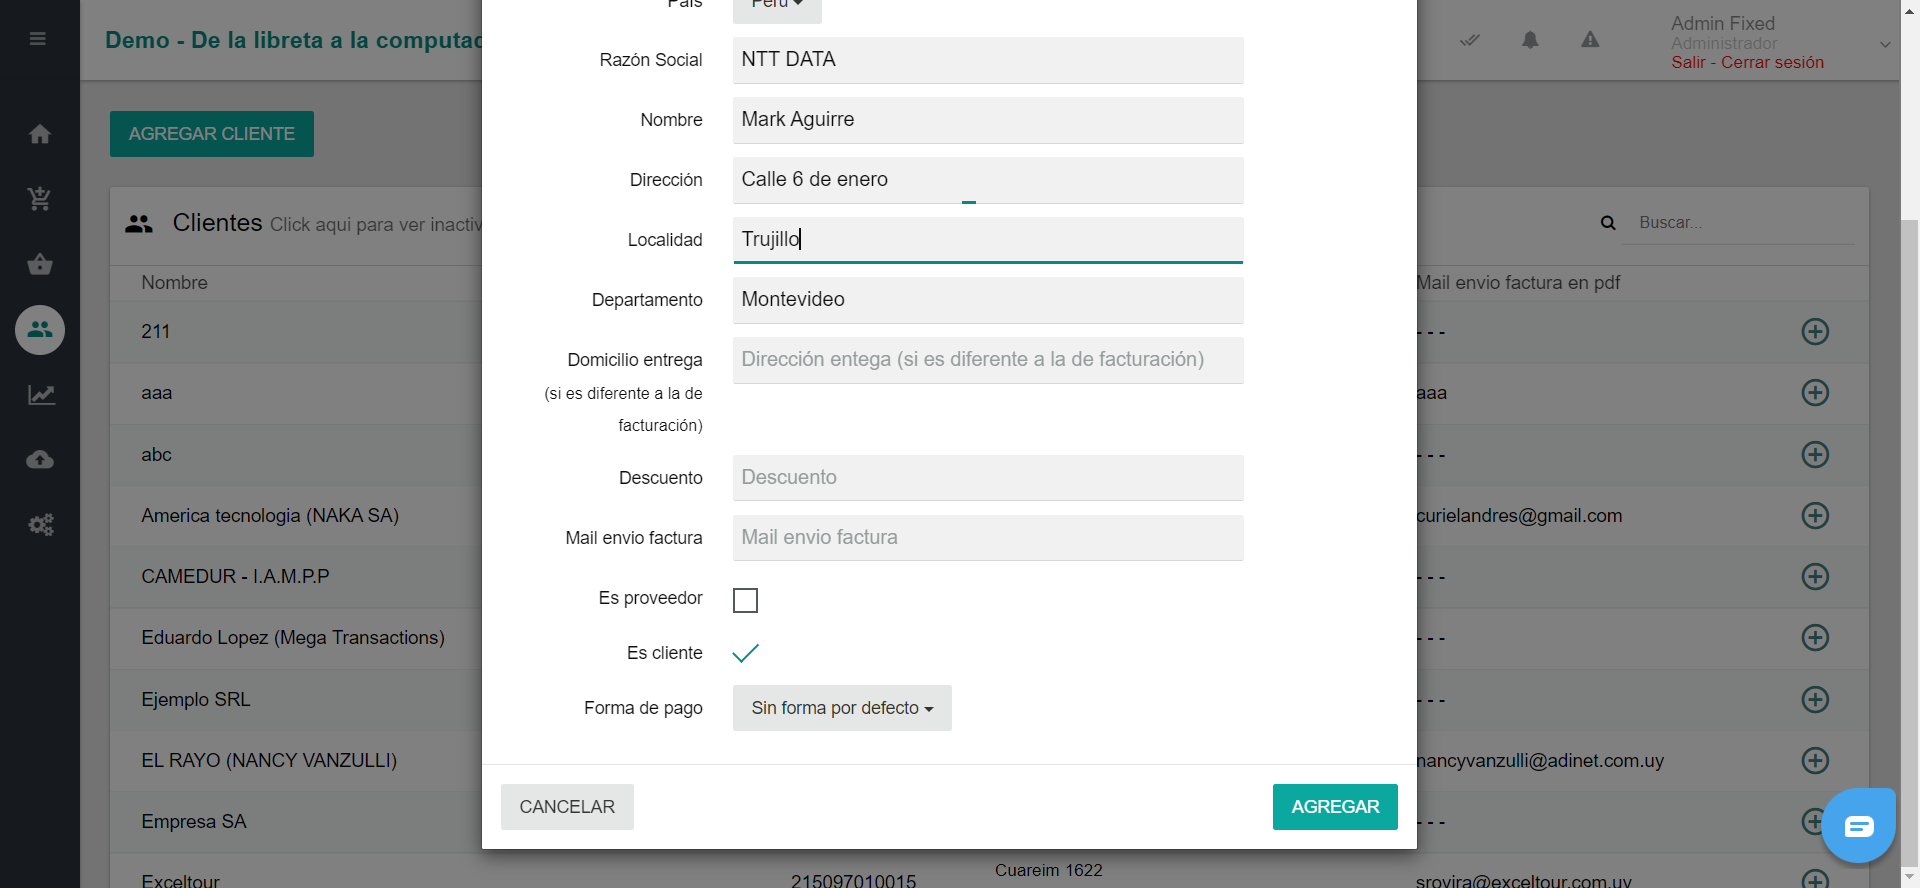 País
Perú
Demo - De la libreta a la computad
Admin Fixed
Administrador
Salir - Cerrar sesión
Razón Social
NTT DATA
AGREGAR CLIENTE
Nombre
Mark Aguirre
Dirección
Calle 6 de enero
Clientes Click aqui para ver inactiv
Buscar...
Localidad
Trujillo
Nombre
Mail envio factura en pdf
Departamento
Montevideo
211
- - -
Domicilio entrega
(si es diferente a la de
facturación)
Dirección entega (si es diferente a la de facturación)
aaa
aaa
abc
- - -
Descuento
Descuento
America tecnologia (NAKA SA)
curielandres@gmail.com
Mail envio factura
Mail envio factura
CAMEDUR - I.A.M.P.P
- - -
Es proveedor
Eduardo Lopez (Mega Transactions)
- - -
Es cliente
Ejemplo SRL
- - -
Forma de pago
Sin forma por defecto
EL RAYO (NANCY VANZULLI)
nancyvanzulli@adinet.com.uy
CANCELAR
AGREGAR
Empresa SA
- - -
Exceltour
215097010015
Cuareim 1622
srovira@exceltour.com.uy